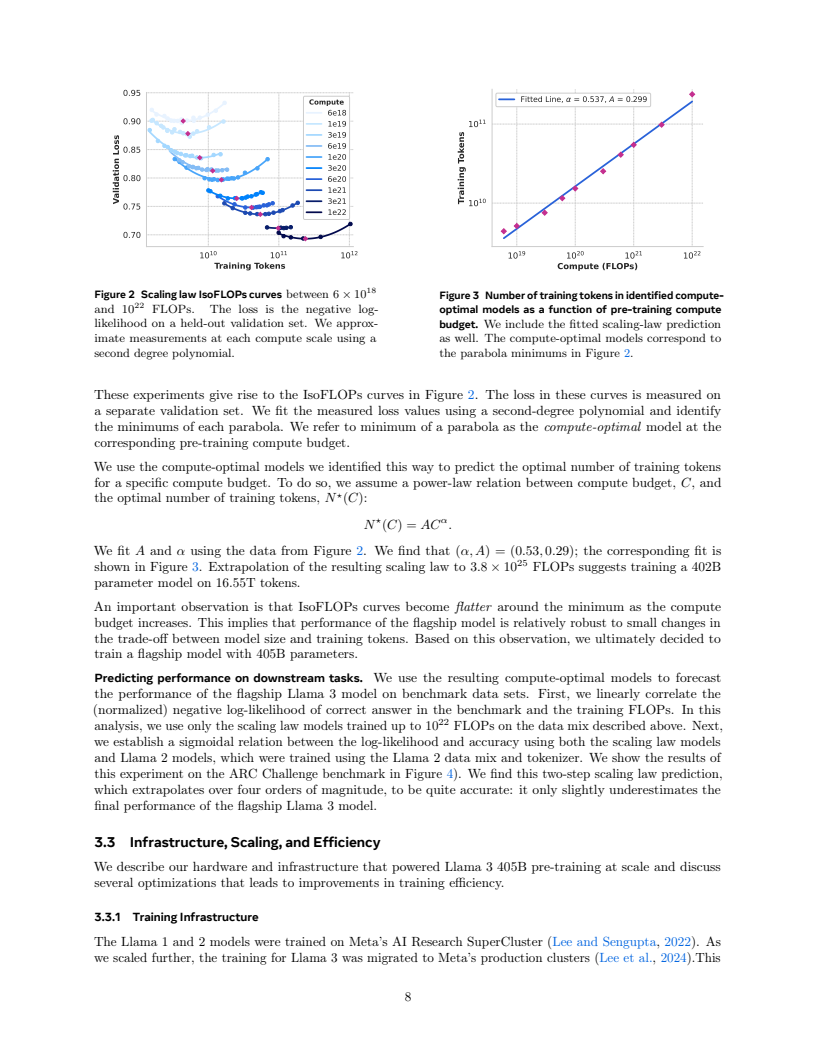 0.95
0.90
0.85
0.80
0.75
0.70
Validation Loss
10^10
10^11
10^12
Training Tokens
Compute
6e18
1e19
3e19
6e19
1e20
3e20
6e20
1e21
3e21
1e22
Figure 2 Scaling law IsoFLOPs curves between 6 × 10^18
and 10^22 FLOPs. The loss is the negative log-
likelihood on a held-out validation set. We approx-
imate measurements at each compute scale using a
second degree polynomial.
Fitted Line, α = 0.537, A = 0.299
10^11
10^10
Training Tokens
10^19
10^20
10^21
10^22
Compute (FLOPs)
Figure 3 Number of training tokens in identified compute-
optimal models as a function of pre-training compute
budget. We include the fitted scaling-law prediction
as well. The compute-optimal models correspond to
the parabola minimums in Figure 2.
These experiments give rise to the IsoFLOPs curves in Figure 2. The loss in these curves is measured on
a separate validation set. We fit the measured loss values using a second-degree polynomial and identify
the minimums of each parabola. We refer to minimum of a parabola as the compute-optimal model at the
corresponding pre-training compute budget.
We use the compute-optimal models we identified this way to predict the optimal number of training tokens
for a specific compute budget. To do so, we assume a power-law relation between compute budget, C, and
the optimal number of training tokens, N*(C):
N*(C) = AC^α.
We fit A and α using the data from Figure 2. We find that (α, A) = (0.53, 0.29); the corresponding fit is
shown in Figure 3. Extrapolation of the resulting scaling law to 3.8 × 10^25 FLOPs suggests training a 402B
parameter model on 16.55T tokens.
An important observation is that IsoFLOPs curves become flatter around the minimum as the compute
budget increases. This implies that performance of the flagship model is relatively robust to small changes in
the trade-off between model size and training tokens. Based on this observation, we ultimately decided to
train a flagship model with 405B parameters.
Predicting performance on downstream tasks. We use the resulting compute-optimal models to forecast
the performance of the flagship Llama 3 model on benchmark data sets. First, we linearly correlate the
(normalized) negative log-likelihood of correct answer in the benchmark and the training FLOPs. In this
analysis, we use only the scaling law models trained up to 10^22 FLOPs on the data mix described above. Next,
we establish a sigmoidal relation between the log-likelihood and accuracy using both the scaling law models
and Llama 2 models, which were trained using the Llama 2 data mix and tokenizer. We show the results of
this experiment on the ARC Challenge benchmark in Figure 4). We find this two-step scaling law prediction,
which extrapolates over four orders of magnitude, to be quite accurate: it only slightly underestimates the
final performance of the flagship Llama 3 model.
3.3 Infrastructure, Scaling, and Efficiency
We describe our hardware and infrastructure that powered Llama 3 405B pre-training at scale and discuss
several optimizations that leads to improvements in training efficiency.
3.3.1 Training Infrastructure
The Llama 1 and 2 models were trained on Meta's AI Research SuperCluster (Lee and Sengupta, 2022). As
we scaled further, the training for Llama 3 was migrated to Meta's production clusters (Lee et al., 2024).This
8